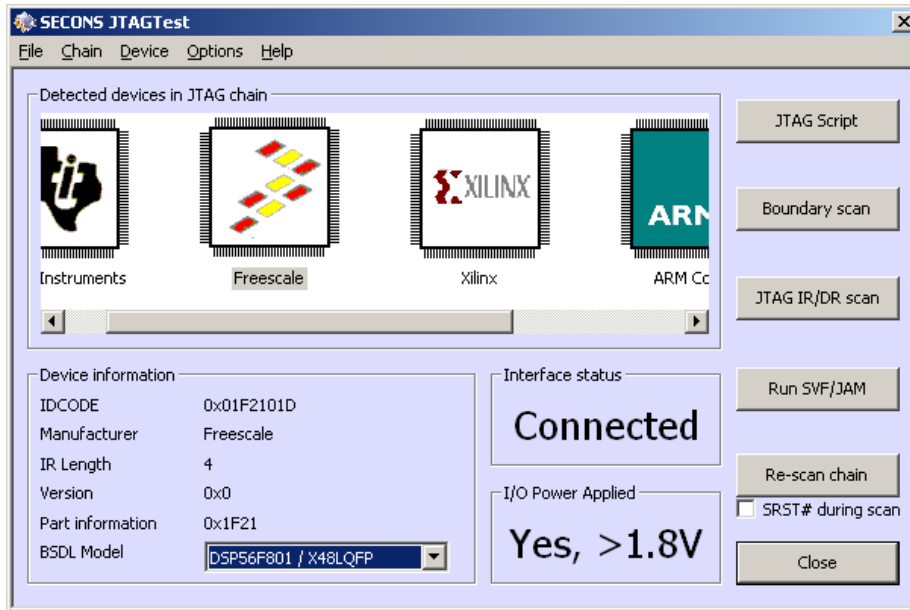 SECONS JTAGTest
File Chain Device Options Help
Detected devices in JTAG chain
ti
XILINX
ARM
Instruments Freescale Xilinx ARM Co
JTAG Script
Boundary scan
JTAG IR/DR scan
Run SVF/JAM
Re-scan chain
SRST# during scan
Close
Device information
IDCODE 0x01F2101D
Manufacturer Freescale
IR Length 4
Version 0x0
Part information 0x1F21
BSDL Model DSP56F801 / X48LQFP
Interface status
Connected
I/O Power Applied
Yes, >1.8V